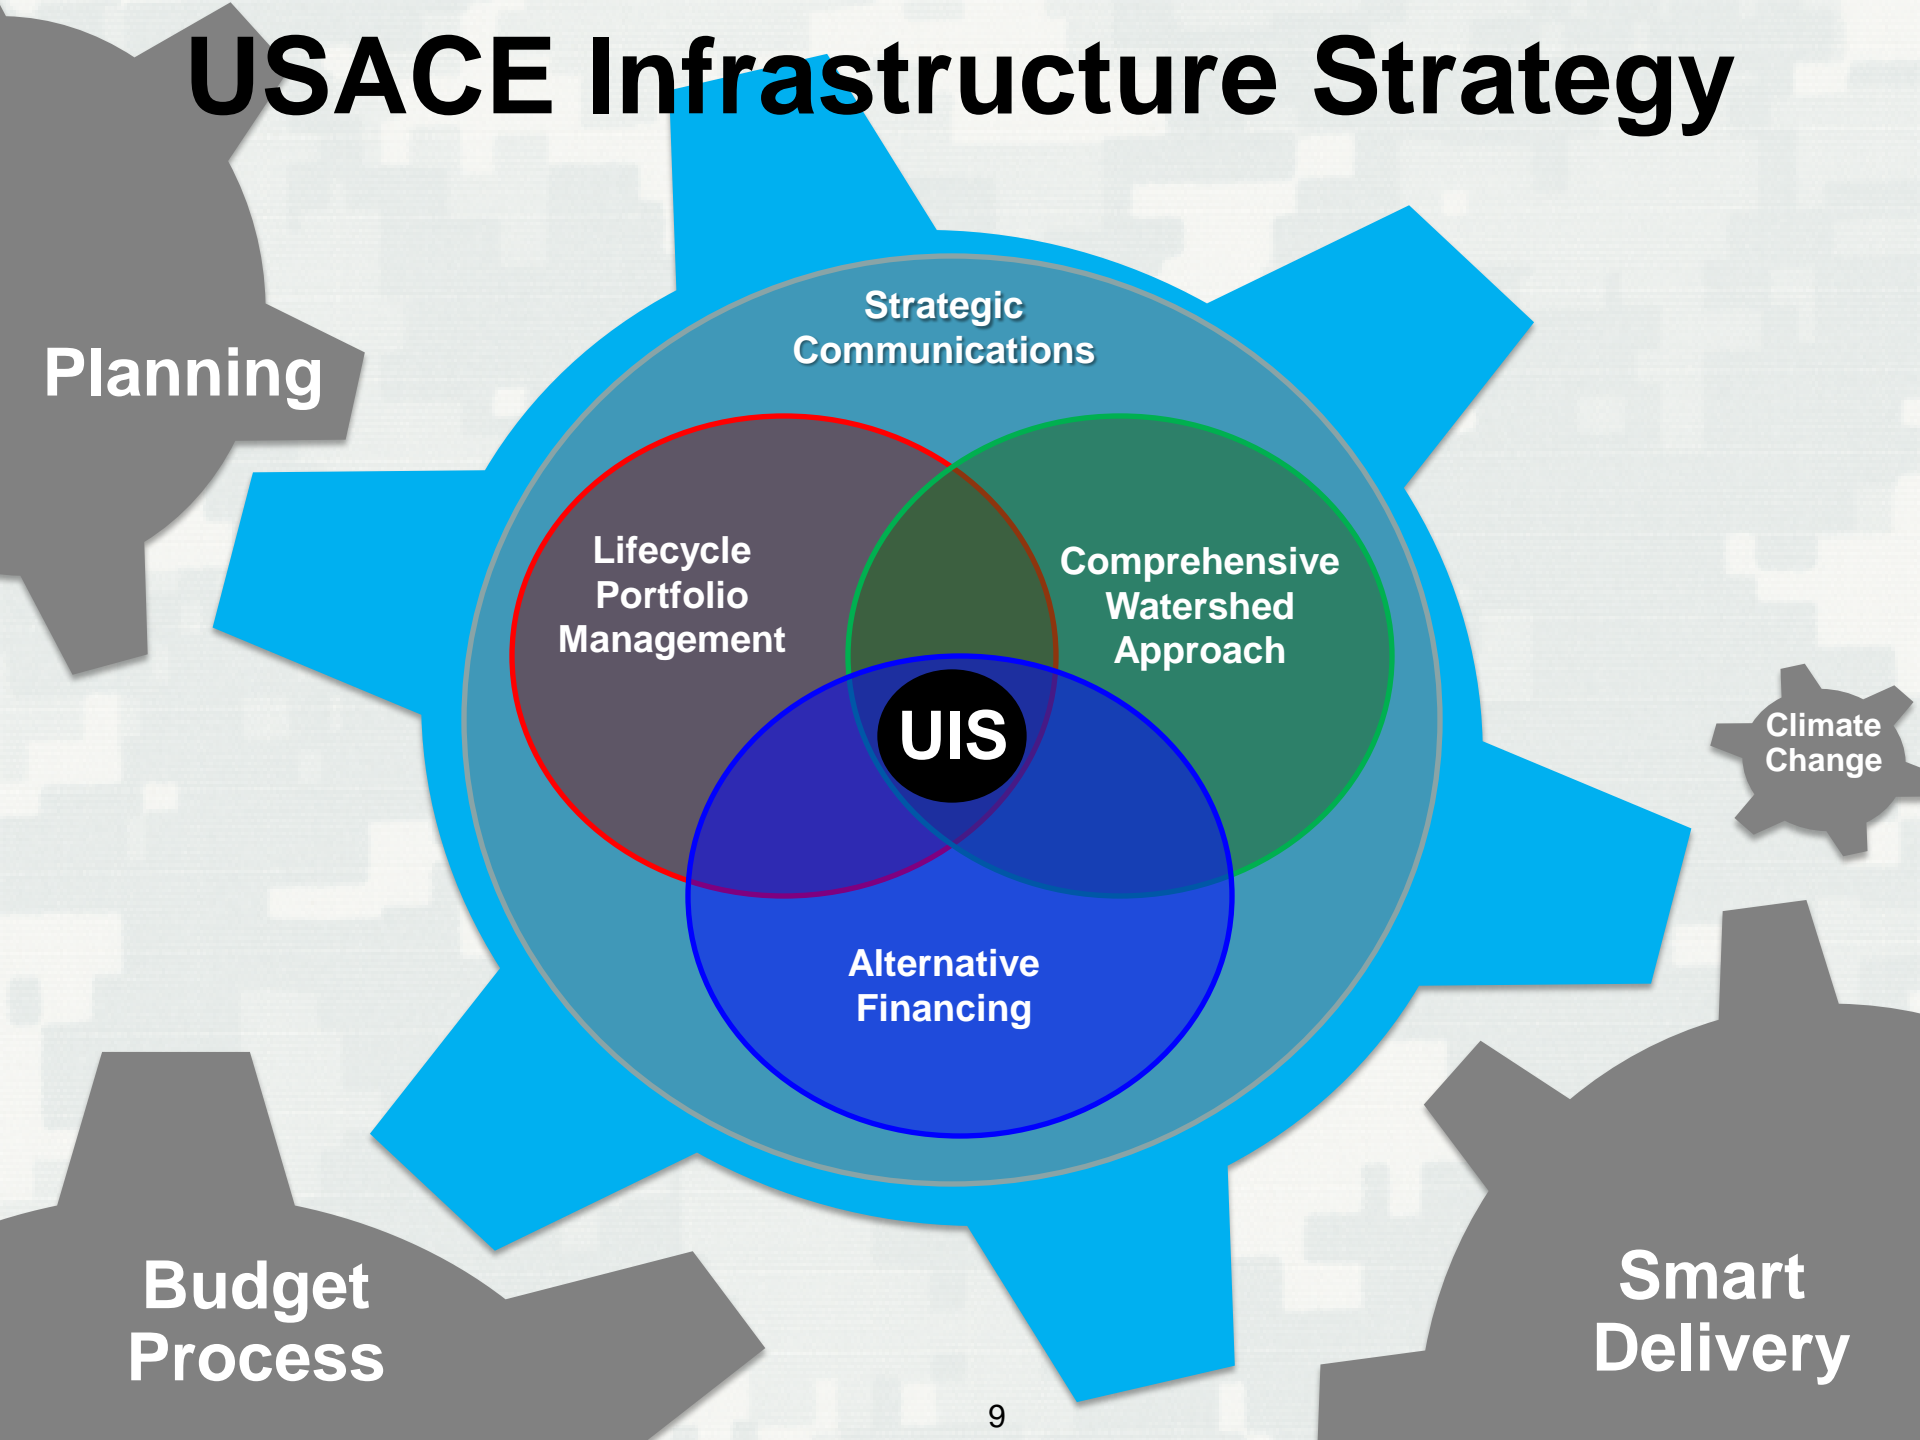 USACE Infrastructure Strategy
Strategic
Communications
Planning
Lifecycle
Portfolio
Management
Comprehensive
Watershed
Approach
UIS
Climate
Change
Alternative
Financing
Budget
Process
Smart
Delivery
9